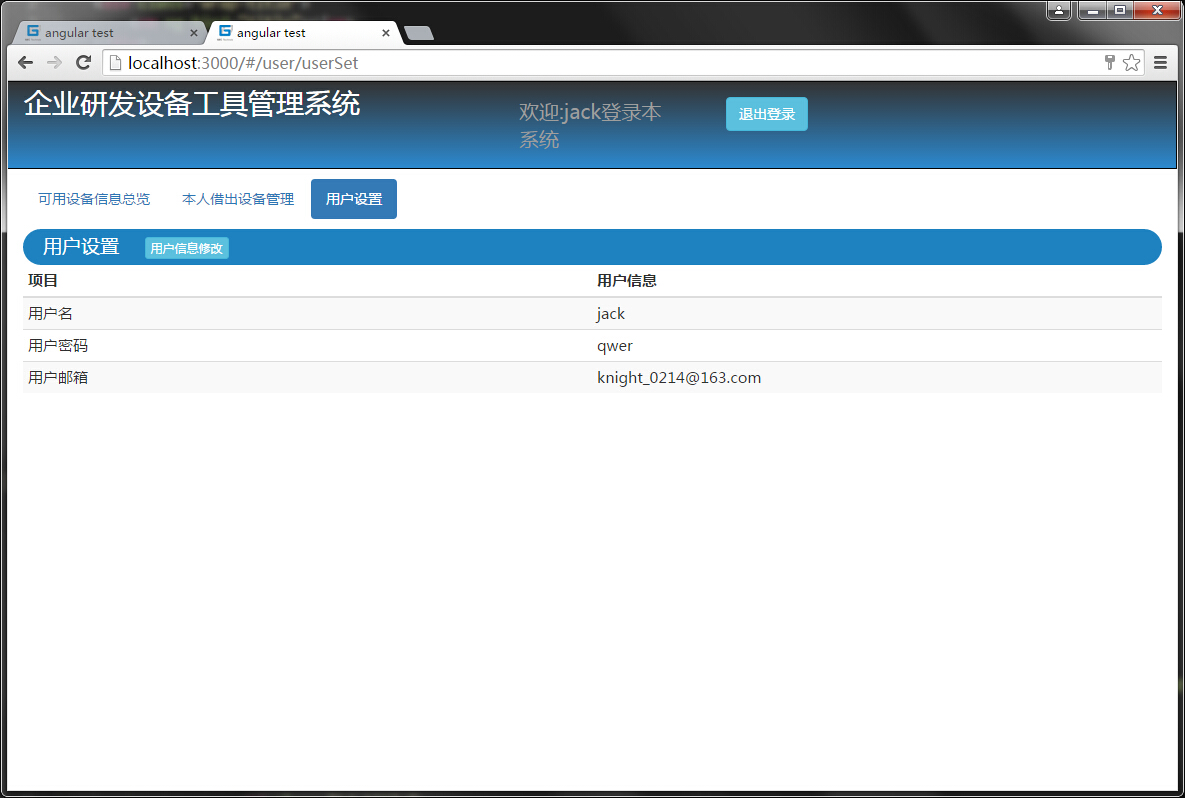 angular test
angular test
localhost:3000/#/user/userSet
企业研发设备工具管理系统
欢迎:jack登录本
系统
退出登录
可用设备信息总览 本人借出设备管理 用户设置
用户设置 用户信息修改
项目 用户信息
用户名 jack
用户密码 qwer
用户邮箱 knight_0214@163.com